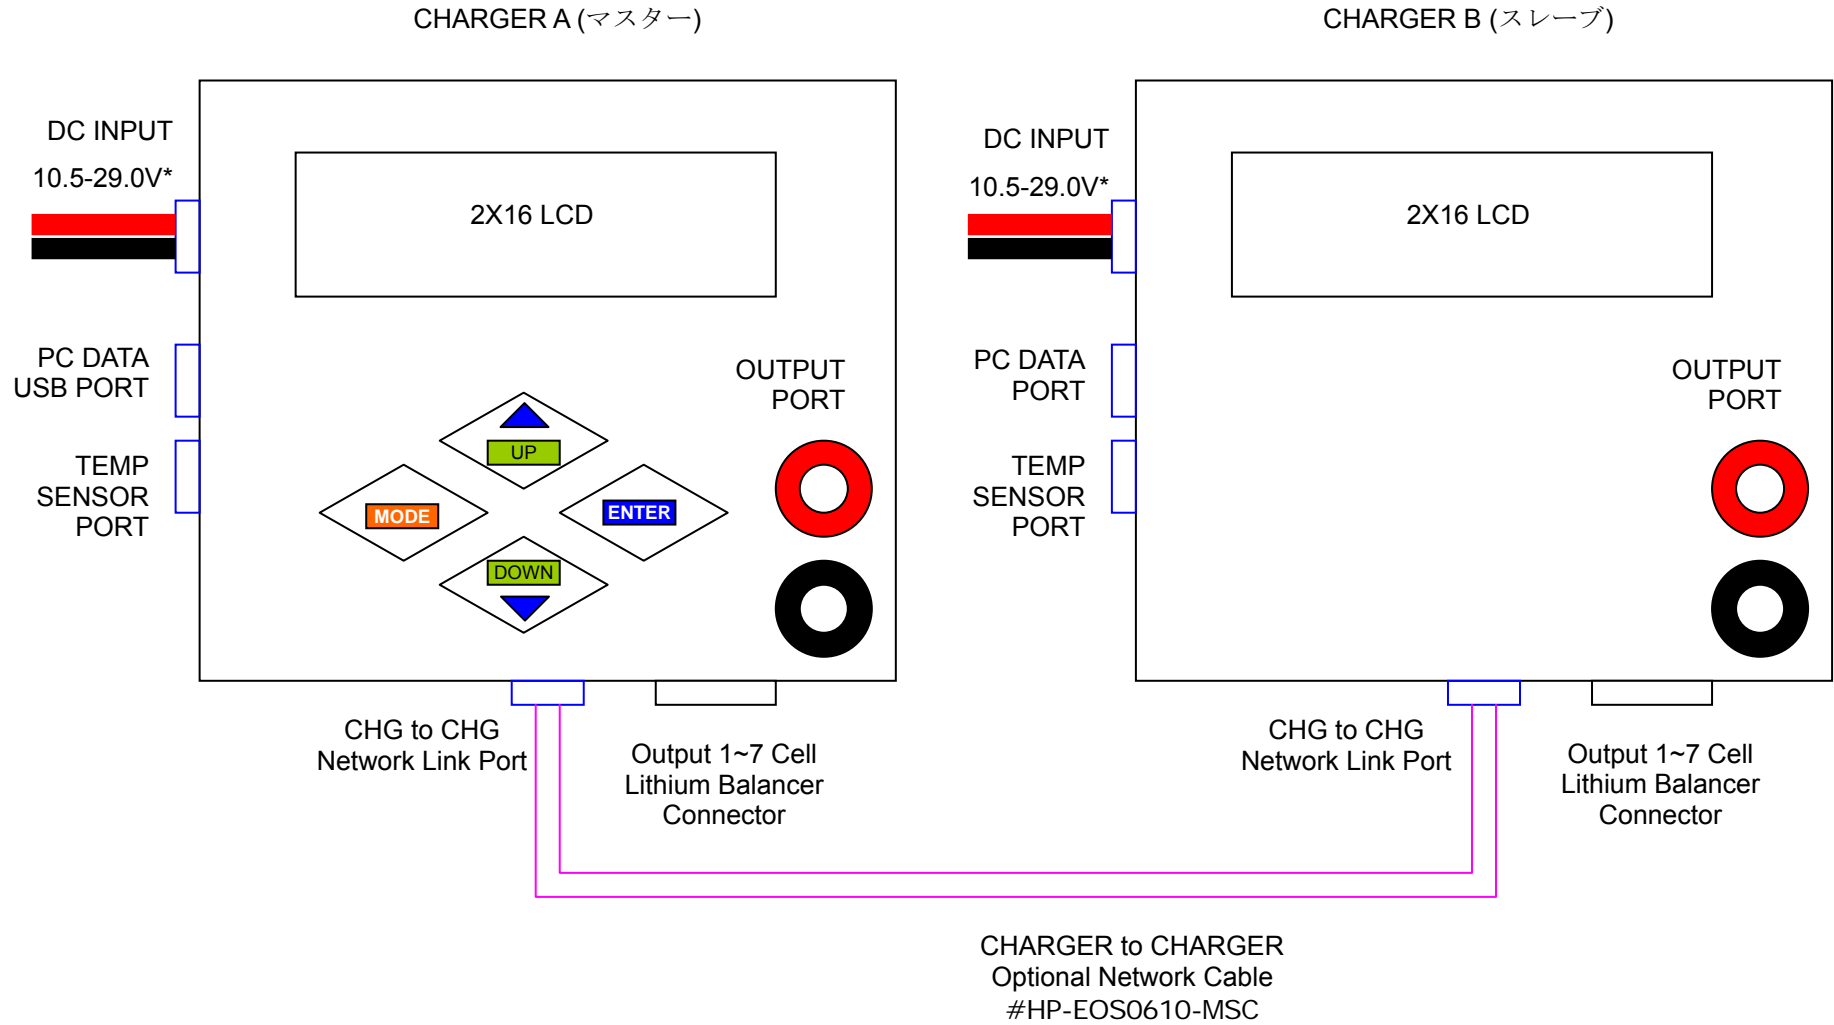 CHARGER A (マスター)
DC INPUT
10.5-29.0V*
2X16 LCD
PC DATA
USB PORT
TEMP
SENSOR
PORT
UP
MODE
ENTER
DOWN
OUTPUT
PORT
CHG to CHG
Network Link Port
Output 1~7 Cell
Lithium Balancer
Connector
CHARGER B (スレーブ)
DC INPUT
10.5-29.0V*
2X16 LCD
PC DATA
PORT
TEMP
SENSOR
PORT
OUTPUT
PORT
CHG to CHG
Network Link Port
Output 1~7 Cell
Lithium Balancer
Connector
CHARGER to CHARGER
Optional Network Cable
#HP-EOS0610-MSC